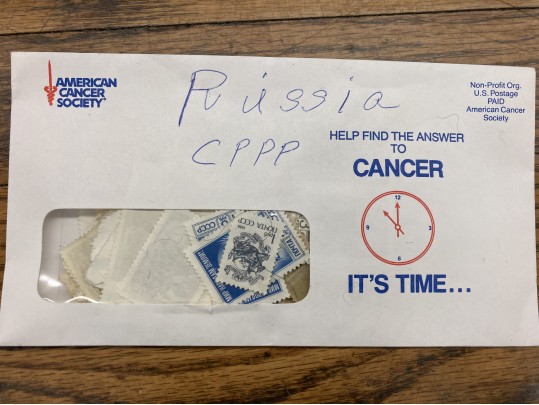 AMERICAN
CANCER
SOCIETY
Russia
CPPP
Non-Profit Org.
U.S. Postage
PAID
American Cancer
Society
HELP FIND THE ANSWER
TO
CANCER
12
9
3
6
IT'S TIME...
ПОЧТА СССР